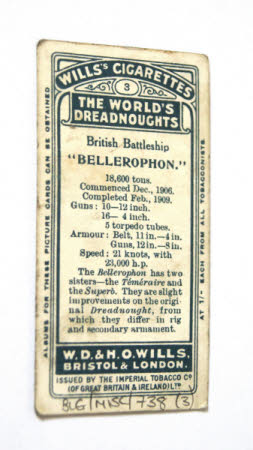 WILLS'S CIGARETTES
3
THE WORLD'S
DREADNOUGHTS
British Battleship
"BELLEROPHON."
18,600 tons.
Commenced Dec., 1906.
Completed Feb., 1909.
Guns: 10—12 inch.
16— 4 inch.
5 torpedo tubes.
Armour: Belt, 11 in.—4 in.
Guns, 12 in.—8 in.
Speed: 21 knots, with
23,000 h.p.
The Bellerophon has two
sisters—the Téméraire and
the Superb. They are slight
improvements on the origi-
nal Dreadnought, from
which they differ in rig
and secondary armament.
W.D. & H.O. WILLS,
BRISTOL & LONDON.
ISSUED BY THE IMPERIAL TOBACCO CO
(OF GREAT BRITAIN & IRELAND) LTD
ALBUMS FOR THESE PICTURE CARDS CAN BE OBTAINED
AT 1/- EACH FROM ALL TOBACCONISTS.
BLG/MISC/738 (3)